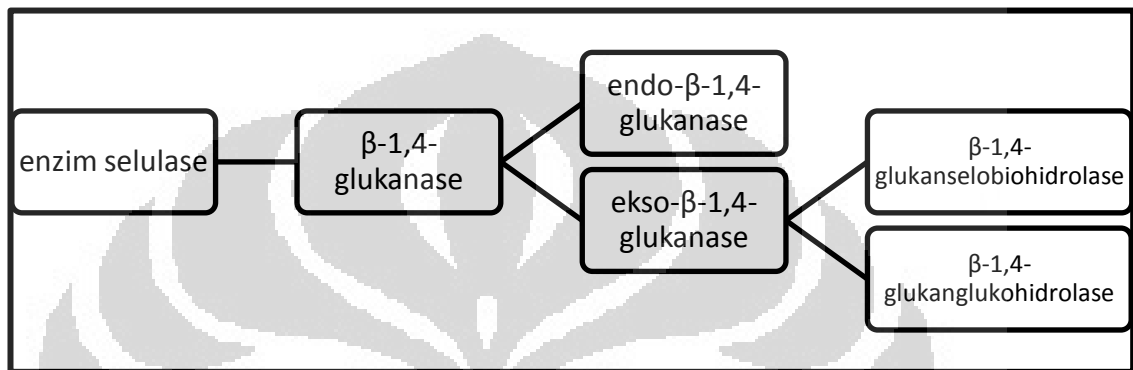 enzim selulase
β-1,4-
glukanase
endo-β-1,4-
glukanase
ekso-β-1,4-
glukanase
β-1,4-
glukanselobiohidrolase
β-1,4-
glukanglukohidrolase